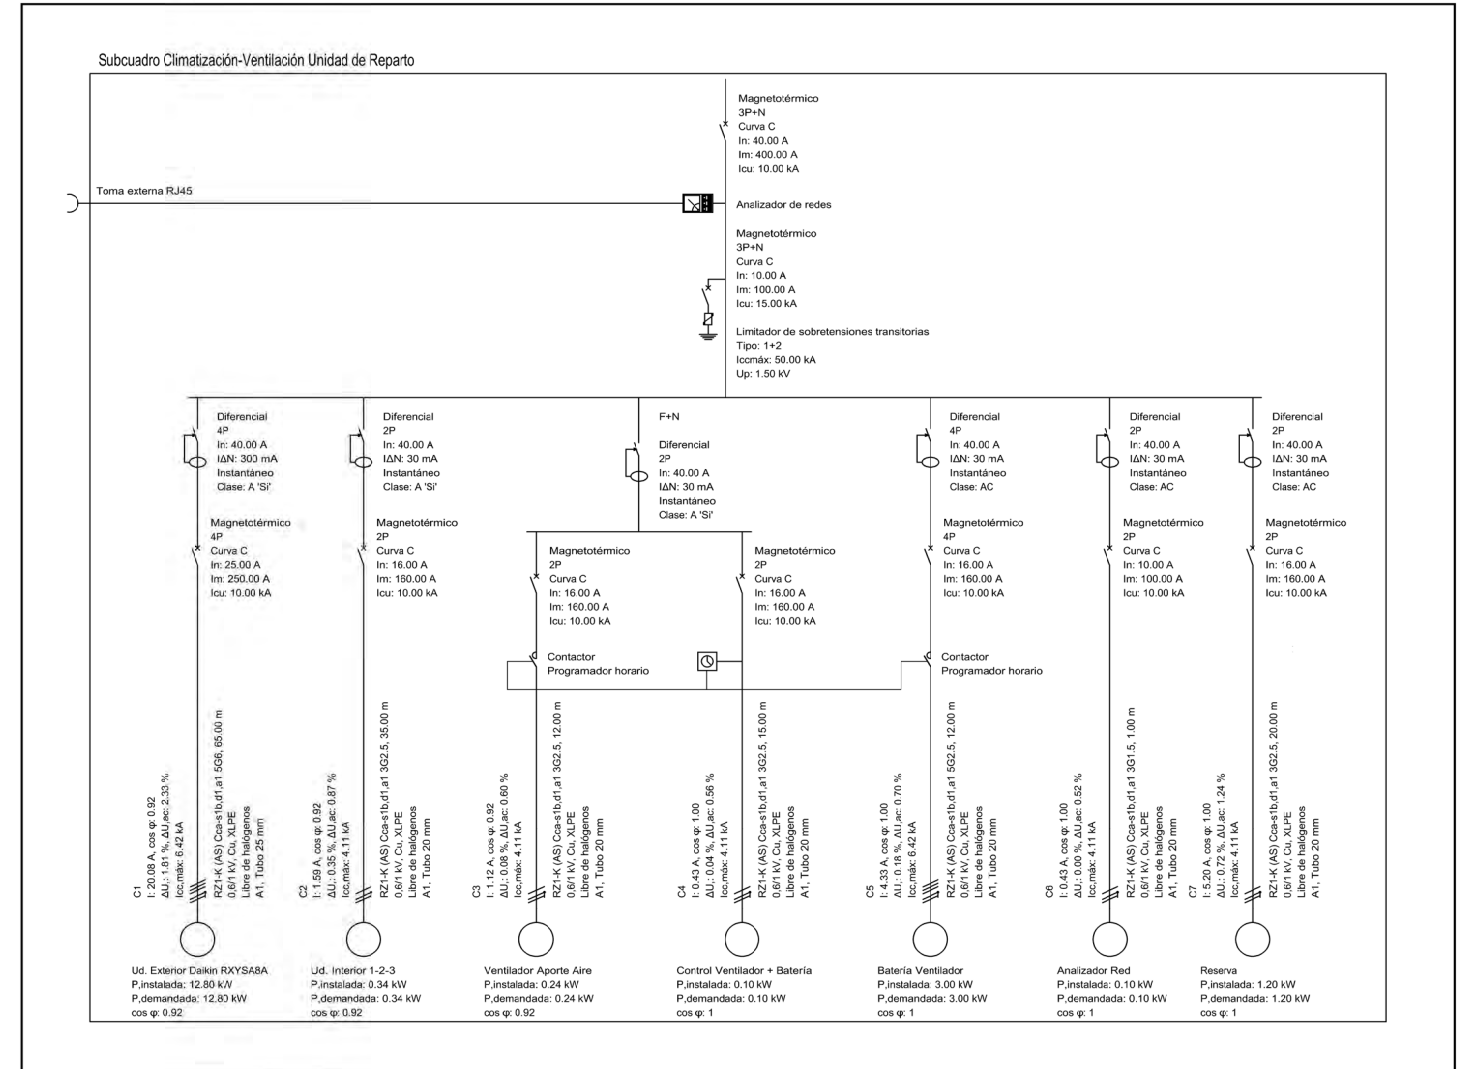 Subcuadro Climatización-Ventilación Unidad de Reparto
Magnetotérmico
3P+N
Curva C
In: 40.00 A
Im: 400.00 A
Icu: 10.00 kA
Toma externa RJ45
Analizador de redes
Magnetotérmico
3P+N
Curva C
In: 10.00 A
Im: 100.00 A
Icu: 15.00 kA
Limitador de sobretensiones transitorias
Tipo: 1+2
Iccmáx: 50.00 kA
Up: 1.50 kV
Diferencial
4P
In: 40.00 A
IΔN: 300 mA
Instantáneo
Clase: A 'Si'
Magnetotérmico
4P
Curva C
In: 25.00 A
Im: 250.00 A
Icu: 10.00 kA
Diferencial
2P
In: 40.00 A
IΔN: 30 mA
Instantáneo
Clase: A 'Si'
Magnetotérmico
2P
Curva C
In: 16.00 A
Im: 160.00 A
Icu: 10.00 kA
F+N
Diferencial
2P
In: 40.00 A
IΔN: 30 mA
Instantáneo
Clase: A 'Si'
Magnetotérmico
2P
Curva C
In: 16.00 A
Im: 160.00 A
Icu: 10.00 kA
Contactor
Programador horario
Magnetotérmico
2P
Curva C
In: 16.00 A
Im: 160.00 A
Icu: 10.00 kA
Diferencial
4P
In: 40.00 A
IΔN: 30 mA
Instantáneo
Clase: AC
Magnetotérmico
4P
Curva C
In: 16.00 A
Im: 160.00 A
Icu: 10.00 kA
Contactor
Programador horario
Diferencial
2P
In: 40.00 A
IΔN: 30 mA
Instantáneo
Clase: AC
Magnetotérmico
2P
Curva C
In: 10.00 A
Im: 100.00 A
Icu: 10.00 kA
Diferencial
2P
In: 40.00 A
IΔN: 30 mA
Instantáneo
Clase: AC
Magnetotérmico
2P
Curva C
In: 16.00 A
Im: 160.00 A
Icu: 10.00 kA
C1
I: 20.08 A, cos φ: 0.92
ΔU,: 1.81 %, ΔU,ac: 2.33 %
Icc,máx: 6.42 kA
RZ1-K (AS) Cca-s1b,d1,a1 5G6, 65.00 m
0,6/1 kV, Cu, XLPE
Libre de halógenos
A1, Tubo 25 mm
C2
I: 1.59 A, cos φ: 0.92
ΔU,: 0.35 %, ΔU,ac: 0.87 %
Icc,máx: 4.11 kA
RZ1-K (AS) Cca-s1b,d1,a1 3G2.5, 35.00 m
0,6/1 kV, Cu, XLPE
Libre de halógenos
A1, Tubo 20 mm
C3
I: 1.12 A, cos φ: 0.92
ΔU,: 0.08 %, ΔU,ac: 0.60 %
Icc,máx: 4.11 kA
RZ1-K (AS) Cca-s1b,d1,a1 3G2.5, 12.00 m
0,6/1 kV, Cu, XLPE
Libre de halógenos
A1, Tubo 20 mm
C4
I: 0.43 A, cos φ: 1.00
ΔU,: 0.04 %, ΔU,ac: 0.56 %
Icc,máx: 4.11 kA
RZ1-K (AS) Cca-s1b,d1,a1 3G2.5, 15.00 m
0,6/1 kV, Cu, XLPE
Libre de halógenos
A1, Tubo 20 mm
C5
I: 4.33 A, cos φ: 1.00
ΔU,: 0.18 %, ΔU,ac: 0.70 %
Icc,máx: 6.42 kA
RZ1-K (AS) Cca-s1b,d1,a1 5G2.5, 12.00 m
0,6/1 kV, Cu, XLPE
Libre de halógenos
A1, Tubo 20 mm
C6
I: 0.43 A, cos φ: 1.00
ΔU,: 0.00 %, ΔU,ac: 0.52 %
Icc,máx: 4.11 kA
RZ1-K (AS) Cca-s1b,d1,a1 3G1.5, 1.00 m
0,6/1 kV, Cu, XLPE
Libre de halógenos
A1, Tubo 20 mm
C7
I: 5.20 A, cos φ: 1.00
ΔU,: 0.72 %, ΔU,ac: 1.24 %
Icc,máx: 4.11 kA
RZ1-K (AS) Cca-s1b,d1,a1 3G2.5, 20.00 m
0,6/1 kV, Cu, XLPE
Libre de halógenos
A1, Tubo 20 mm
Ud. Exterior Daikin RXYSA8A
P,instalada: 12.80 kW
P,demandada: 12.80 kW
cos φ: 0.92
Ud. Interior 1-2-3
P,instalada: 0.34 kW
P,demandada: 0.34 kW
cos φ: 0.92
Ventilador Aporte Aire
P,instalada: 0.24 kW
P,demandada: 0.24 kW
cos φ: 0.92
Control Ventilador + Batería
P,instalada: 0.10 kW
P,demandada: 0.10 kW
cos φ: 1
Batería Ventilador
P,instalada: 3.00 kW
P,demandada: 3.00 kW
cos φ: 1
Analizador Red
P,instalada: 0.10 kW
P,demandada: 0.10 kW
cos φ: 1
Reserva
P,instalada: 1.20 kW
P,demandada: 1.20 kW
cos φ: 1